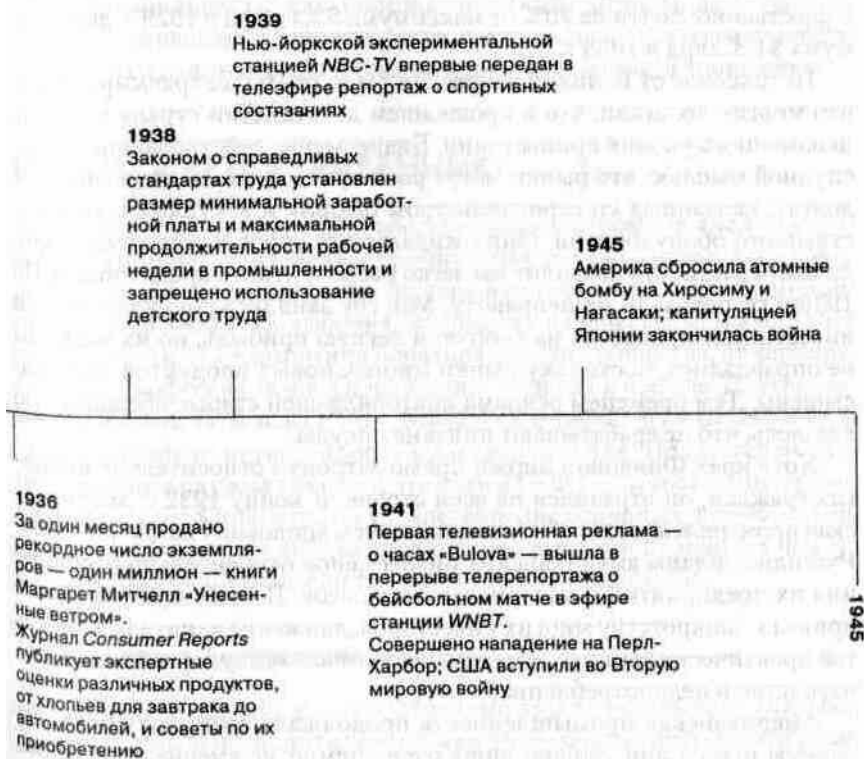 1939
Нью-йоркской экспериментальной
станцией NBC-TV впервые передан в
телеэфире репортаж о спортивных
состязаниях
1938
Законом о справедливых
стандартах труда установлен
размер минимальной заработ-
ной платы и максимальной
продолжительности рабочей
недели в промышленности и
запрещено использование
детского труда
1945
Америка сбросила атомные
бомбу на Хиросиму и
Нагасаки; капитуляцией
Японии закончилась война
1936
За один месяц продано
рекордное число экземпля-
ров — один миллион — книги
Маргарет Митчелл «Унесен-
ные ветром».
Журнал Consumer Reports
публикует экспертные
оценки различных продуктов,
от хлопьев для завтрака до
автомобилей, и советы по их
приобретению
1941
Первая телевизионная реклама —
о часах «Bulova» — вышла в
перерыве телерепортажа о
бейсбольном матче в эфире
станции WNBT.
Совершено нападение на Перл-
Харбор; США вступили во Вторую
мировую войну
1945